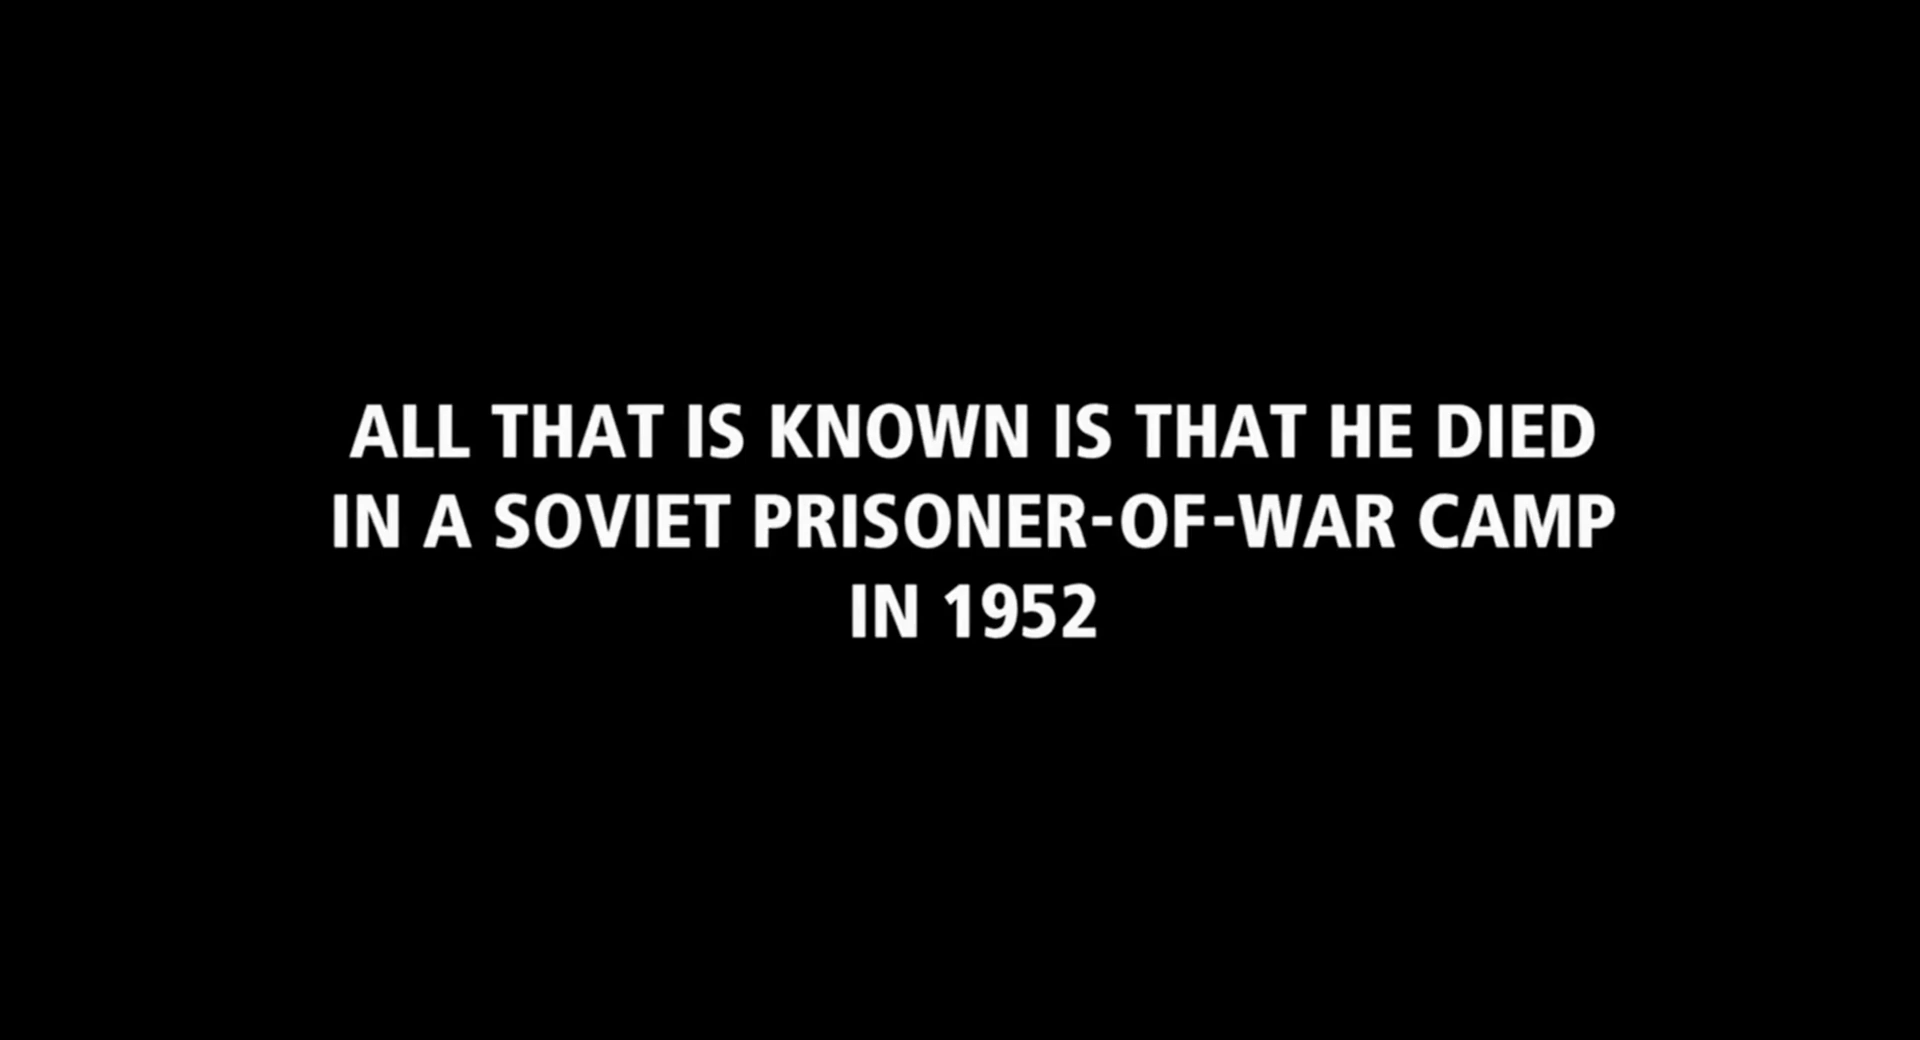 ALL THAT IS KNOWN IS THAT HE DIED
IN A SOVIET PRISONER-OF-WAR CAMP
IN 1952